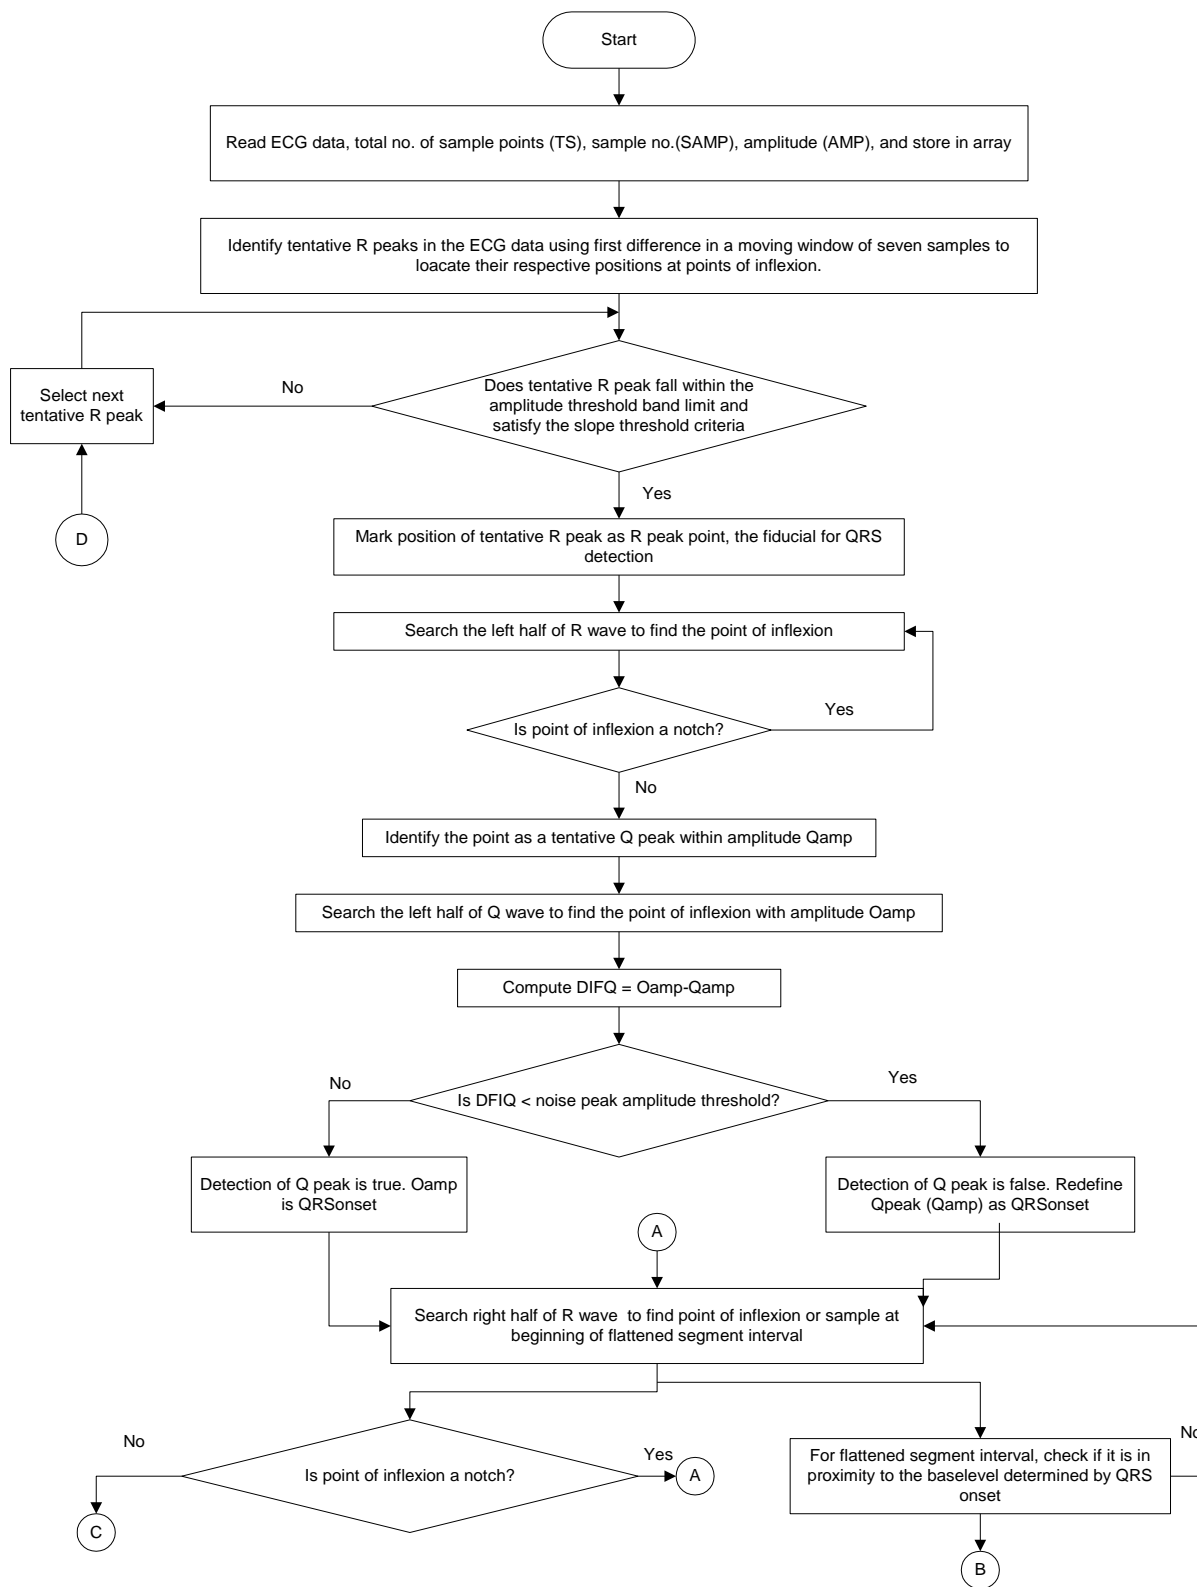 Start
Read ECG data, total no. of sample points (TS), sample no.(SAMP), amplitude (AMP), and store in array
Identify tentative R peaks in the ECG data using first difference in a moving window of seven samples to
loacate their respective positions at points of inflexion.
Select next
tentative R peak
No
Does tentative R peak fall within the
amplitude threshold band limit and
satisfy the slope threshold criteria
Yes
D
Mark position of tentative R peak as R peak point, the fiducial for QRS
detection
Search the left half of R wave to find the point of inflexion
Is point of inflexion a notch?
Yes
No
Identify the point as a tentative Q peak within amplitude Qamp
Search the left half of Q wave to find the point of inflexion with amplitude Oamp
Compute DIFQ = Oamp-Qamp
No
Is DFIQ < noise peak amplitude threshold?
Yes
Detection of Q peak is true. Oamp
is QRSonset
Detection of Q peak is false. Redefine
Qpeak (Qamp) as QRSonset
A
Search right half of R wave  to find point of inflexion or sample at
beginning of flattened segment interval
No
Is point of inflexion a notch?
Yes
A
For flattened segment interval, check if it is in
proximity to the baselevel determined by QRS
onset
No
C
B